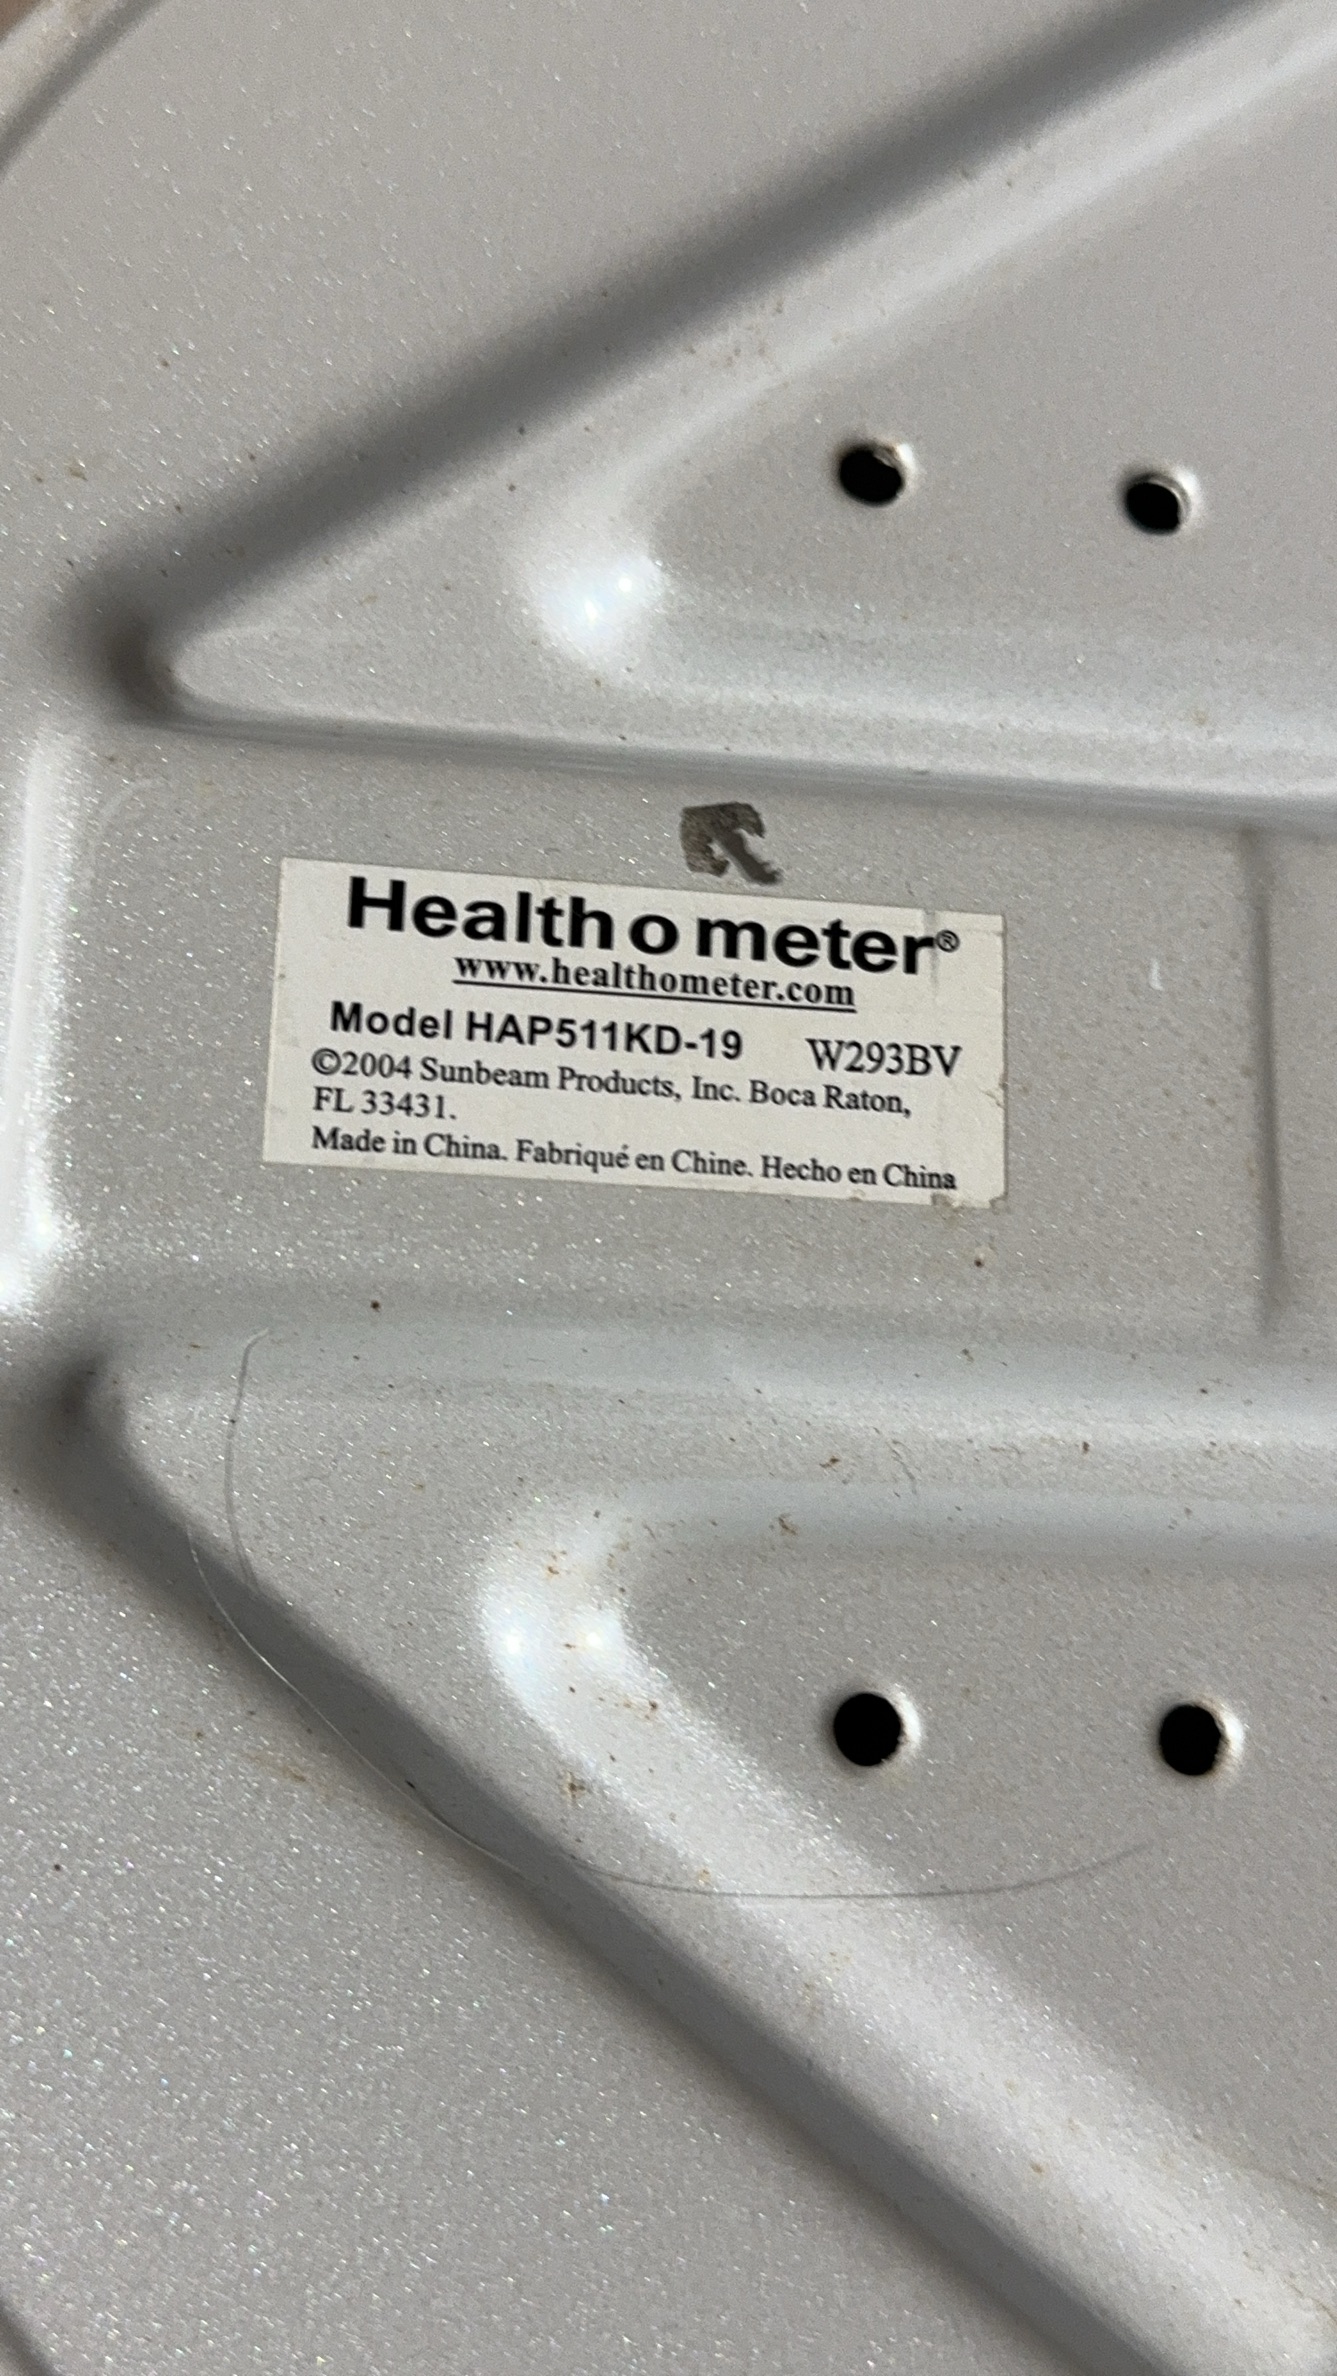 Health o meter®
www.healthometer.com
Model HAP511KD-19 W293BV
©2004 Sunbeam Products, Inc. Boca Raton,
FL 33431.
Made in China. Fabriqué en Chine. Hecho en China